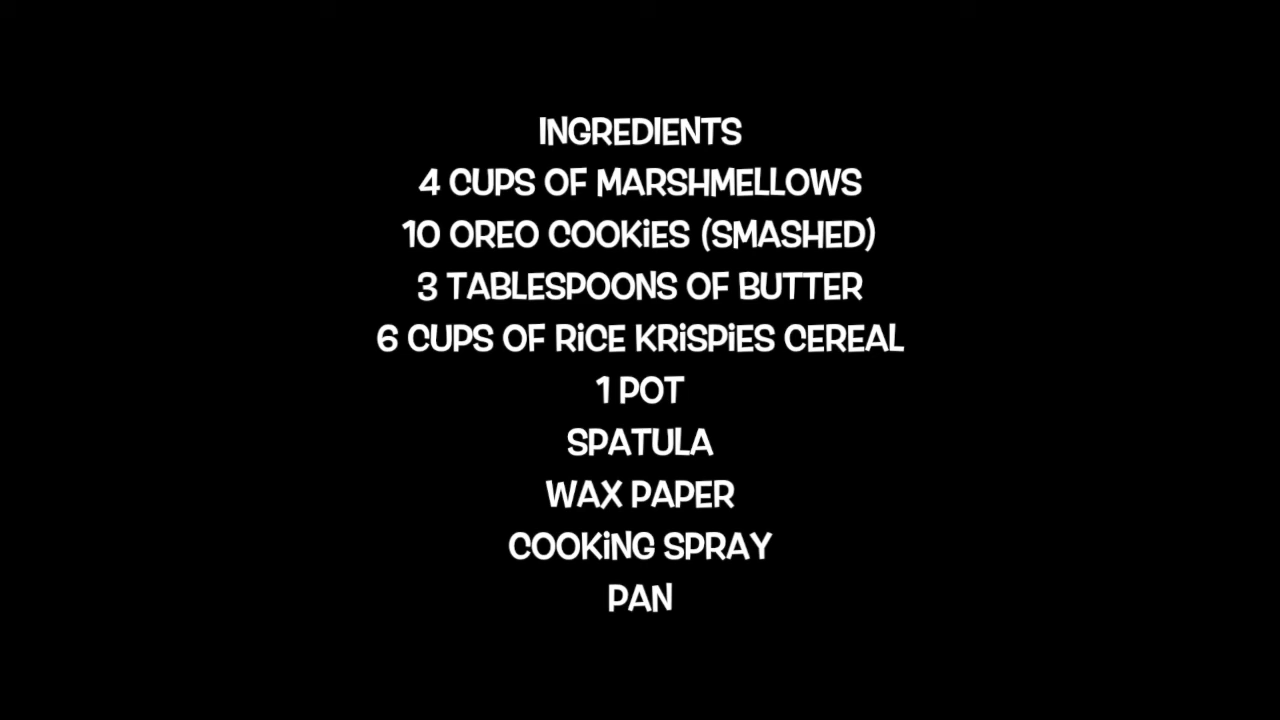 INGREDIENTS
4 CUPS OF MARSHMELLOWS
10 OREO COOKiES (SMASHED)
3 TABLESPOONS OF BUTTER
6 CUPS OF RiCE KRiSPiES CEREAL
1 POT
SPATULA
WAX PAPER
COOKiNG SPRAY
PAN